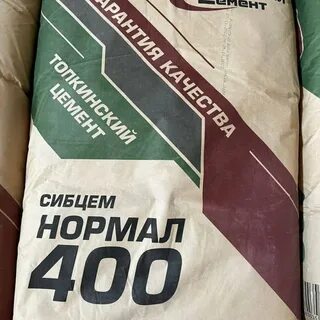 Цемент
ГАРАНТИЯ КАЧЕСТВА
ТОПКИНСКИЙ
ЦЕМЕНТ
СИБЦЕМ
НОРМАЛ
400